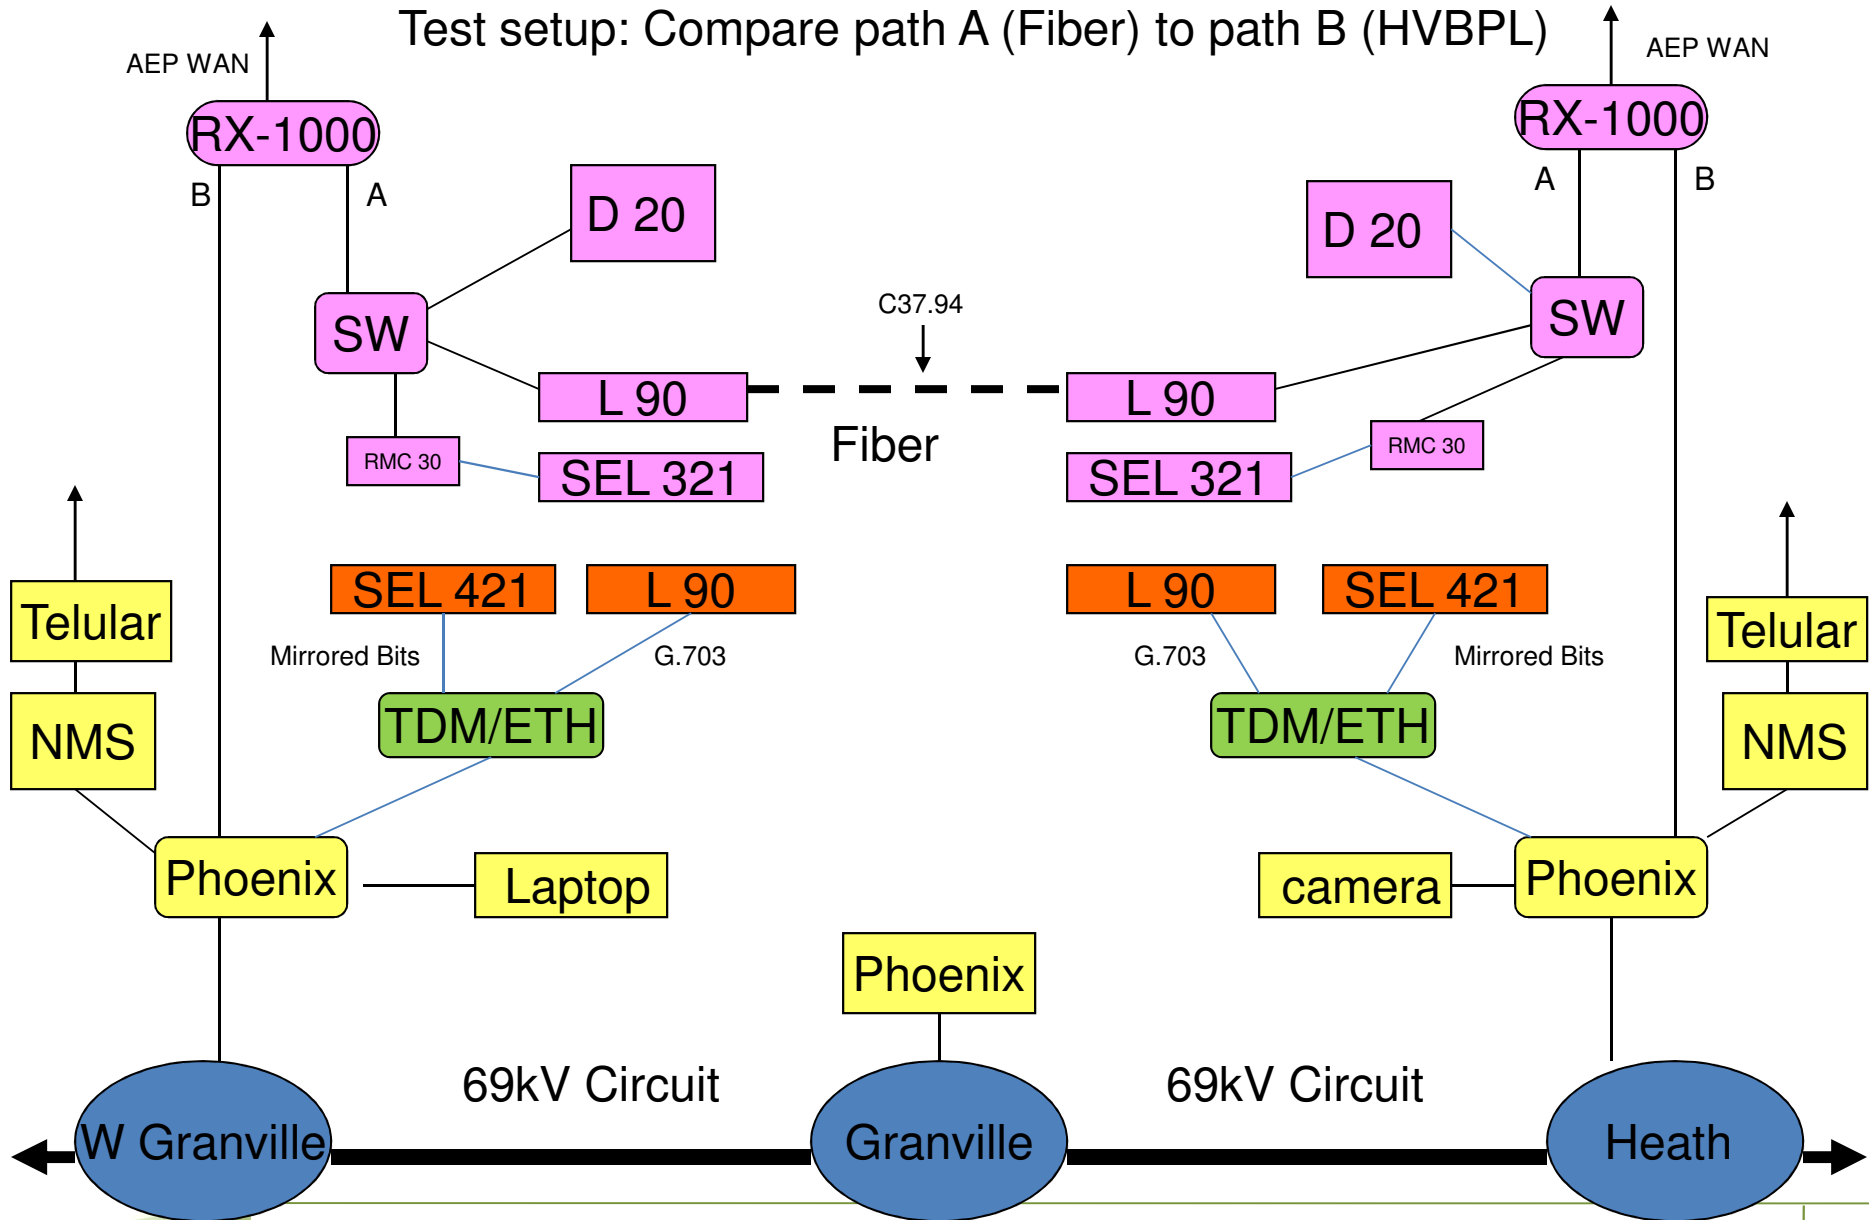 Test setup: Compare path A (Fiber) to path B (HVBPL)
AEP WAN
AEP WAN
RX-1000
RX-1000
B
A
A
B
D 20
D 20
SW
SW
C37.94
L 90
L 90
Fiber
RMC 30
RMC 30
SEL 321
SEL 321
SEL 421
L 90
L 90
SEL 421
Telular
Telular
Mirrored Bits
G.703
G.703
Mirrored Bits
NMS
TDM/ETH
TDM/ETH
NMS
Phoenix
Laptop
camera
Phoenix
Phoenix
69kV Circuit
69kV Circuit
W Granville
Granville
Heath